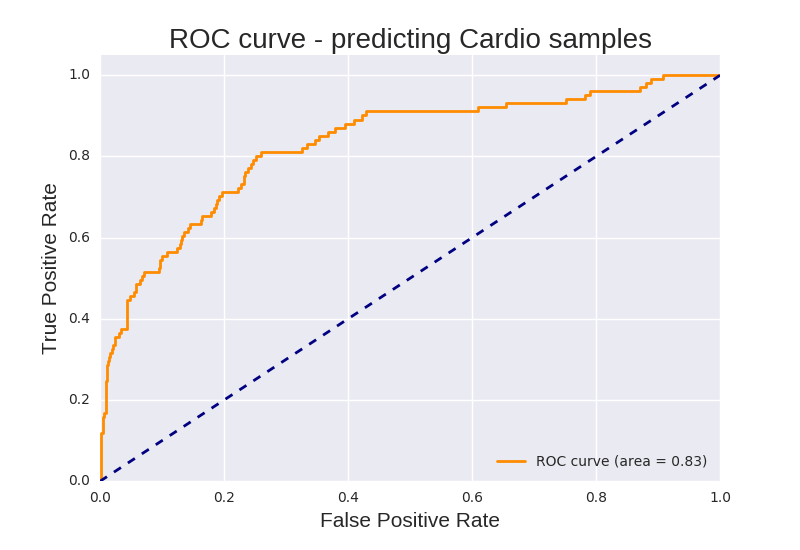 ROC curve - predicting Cardio samples
True Positive Rate
1.0
0.8
0.6
0.4
0.2
0.0
ROC curve (area = 0.83)
0.0 0.2 0.4 0.6 0.8 1.0
False Positive Rate